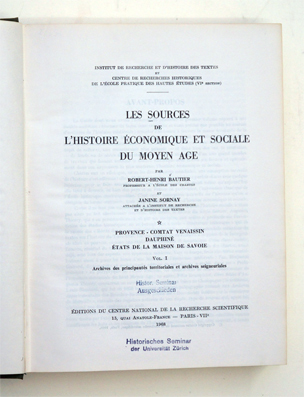 INSTITUT DE RECHERCHE ET D'HISTOIRE DES TEXTES
ET
CENTRE DE RECHERCHES HISTORIQUES
DE L'ÉCOLE PRATIQUE DES HAUTES ÉTUDES (VIe SECTION)
LES SOURCES
DE
L'HISTOIRE ÉCONOMIQUE ET SOCIALE
DU MOYEN AGE
PAR
ROBERT-HENRI BAUTIER
PROFESSEUR A L'ÉCOLE DES CHARTES
ET
JANINE SORNAY
ATTACHÉE A L'INSTITUT DE RECHERCHE
ET D'HISTOIRE DES TEXTES
PROVENCE - COMTAT VENAISSIN
DAUPHINÉ
ÉTATS DE LA MAISON DE SAVOIE
VOL. I
Archives des principautés territoriales et archives seigneuriales
Histor. Seminar
Ausgeschieden
ÉDITIONS DU CENTRE NATIONAL DE LA RECHERCHE SCIENTIFIQUE
15, QUAI ANATOLE-FRANCE - PARIS-VIIe
1968
Historisches Seminar
der Universität Zürich